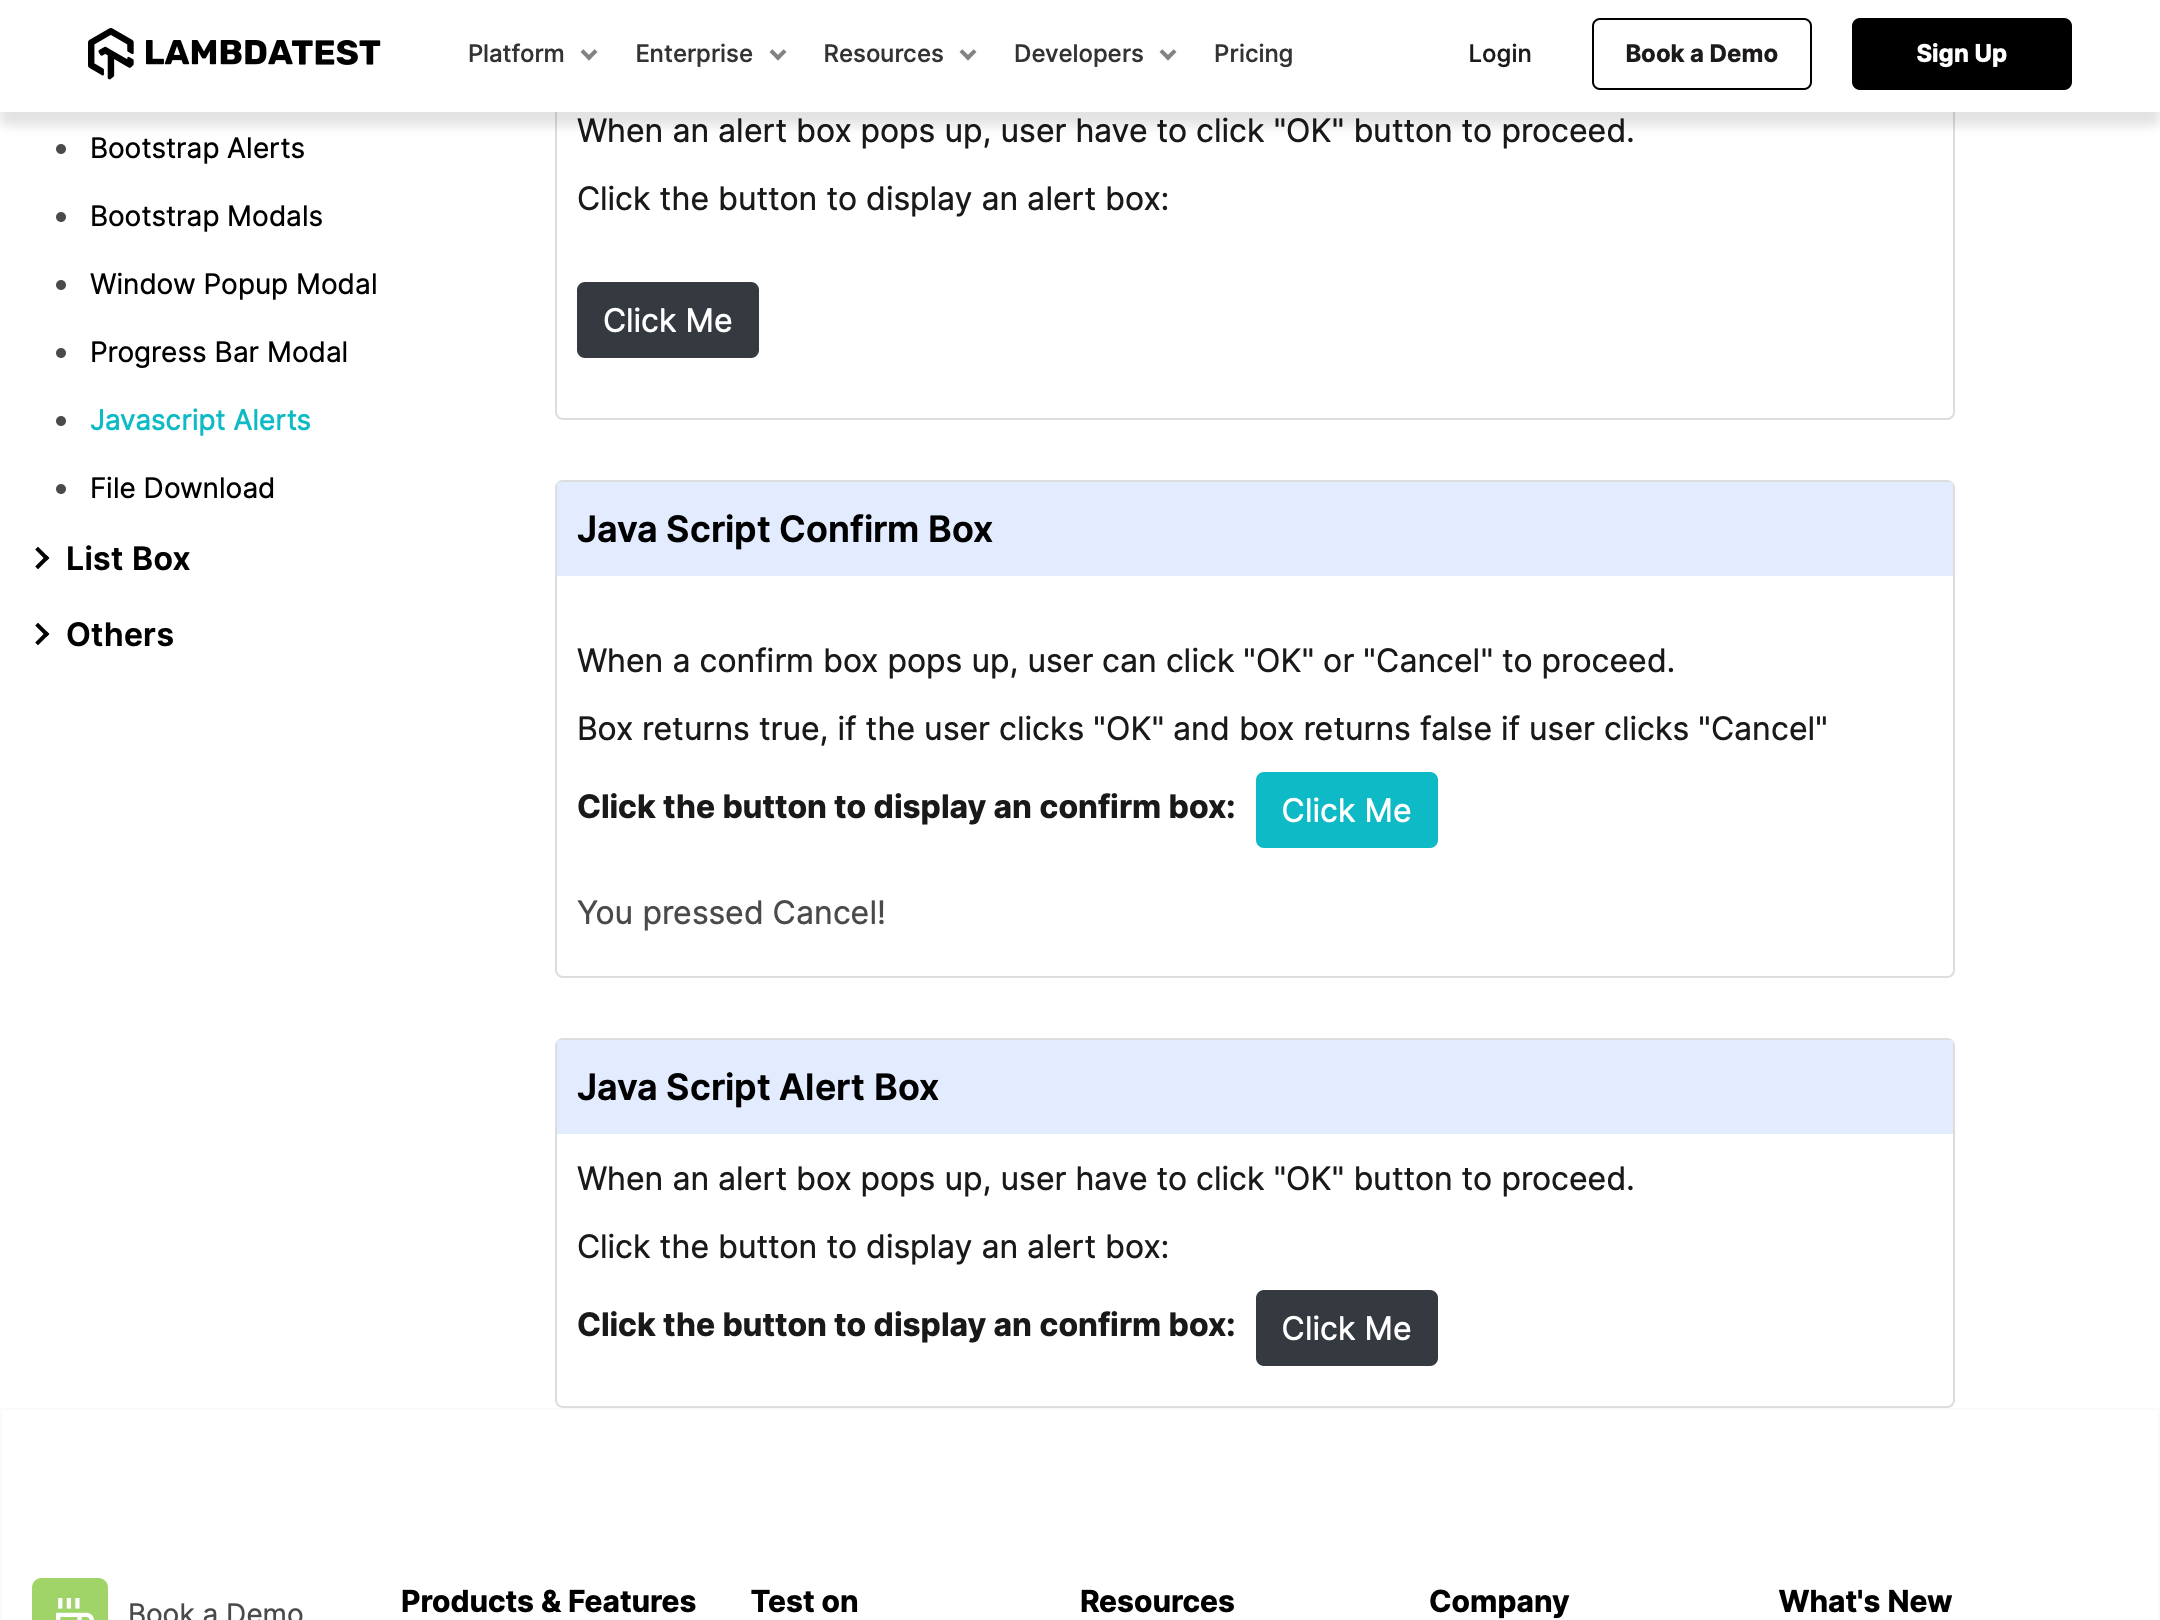 LAMBDATEST
Platform Enterprise Resources Developers Pricing Login Book a Demo Sign Up
Bootstrap Alerts
Bootstrap Modals
Window Popup Modal
Progress Bar Modal
Javascript Alerts
File Download
List Box
Others
When an alert box pops up, user have to click "OK" button to proceed.
Click the button to display an alert box:
Click Me
Java Script Confirm Box
When a confirm box pops up, user can click "OK" or "Cancel" to proceed.
Box returns true, if the user clicks "OK" and box returns false if user clicks "Cancel"
Click the button to display an confirm box: Click Me
You pressed Cancel!
Java Script Alert Box
When an alert box pops up, user have to click "OK" button to proceed.
Click the button to display an alert box:
Click the button to display an confirm box: Click Me
Book a Demo
Products & Features
Test on
Resources
Company
What's New